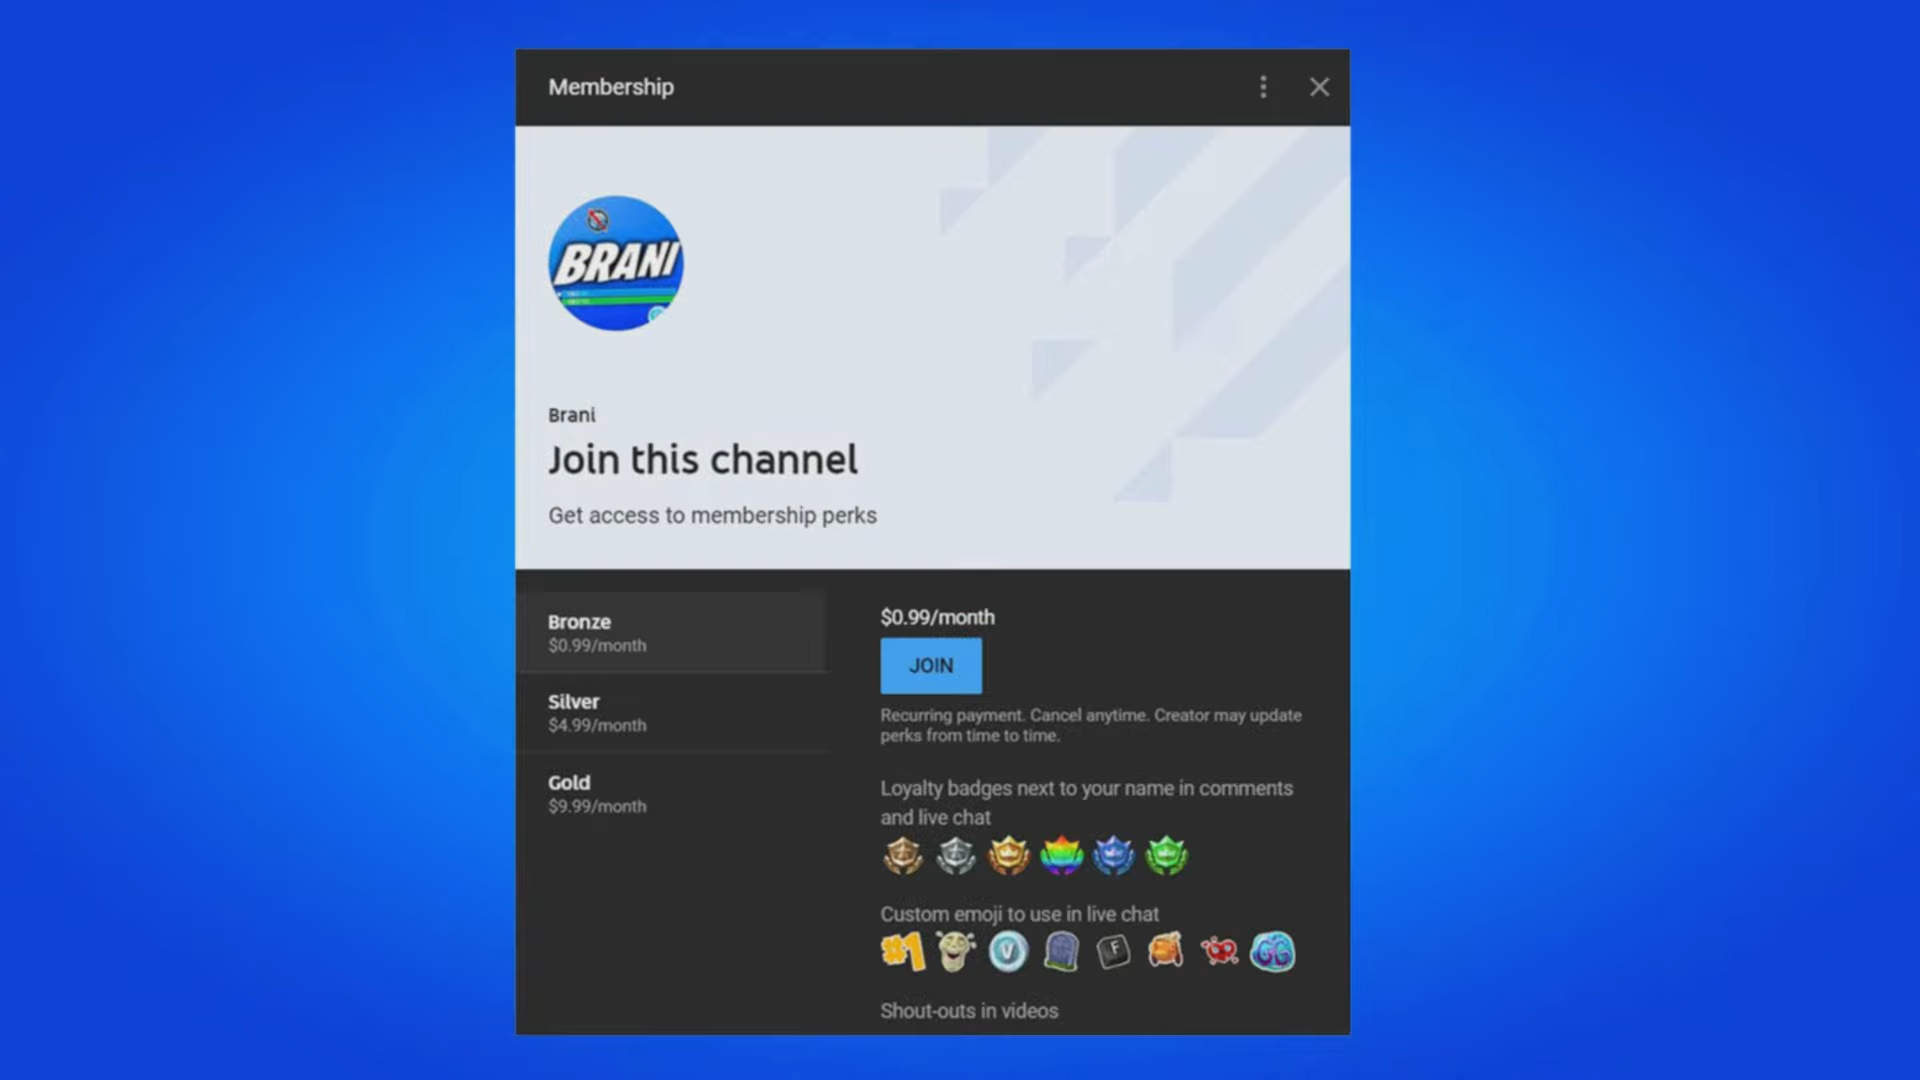 Membership
BRANI
Brani
Join this channel
Get access to membership perks
Bronze
$0.99/month
Silver
$4.99/month
Gold
$9.99/month
$0.99/month
JOIN
Recurring payment. Cancel anytime. Creator may update
perks from time to time.
Loyalty badges next to your name in comments
and live chat
Custom emoji to use in live chat
#1 V F GG
Shout-outs in videos